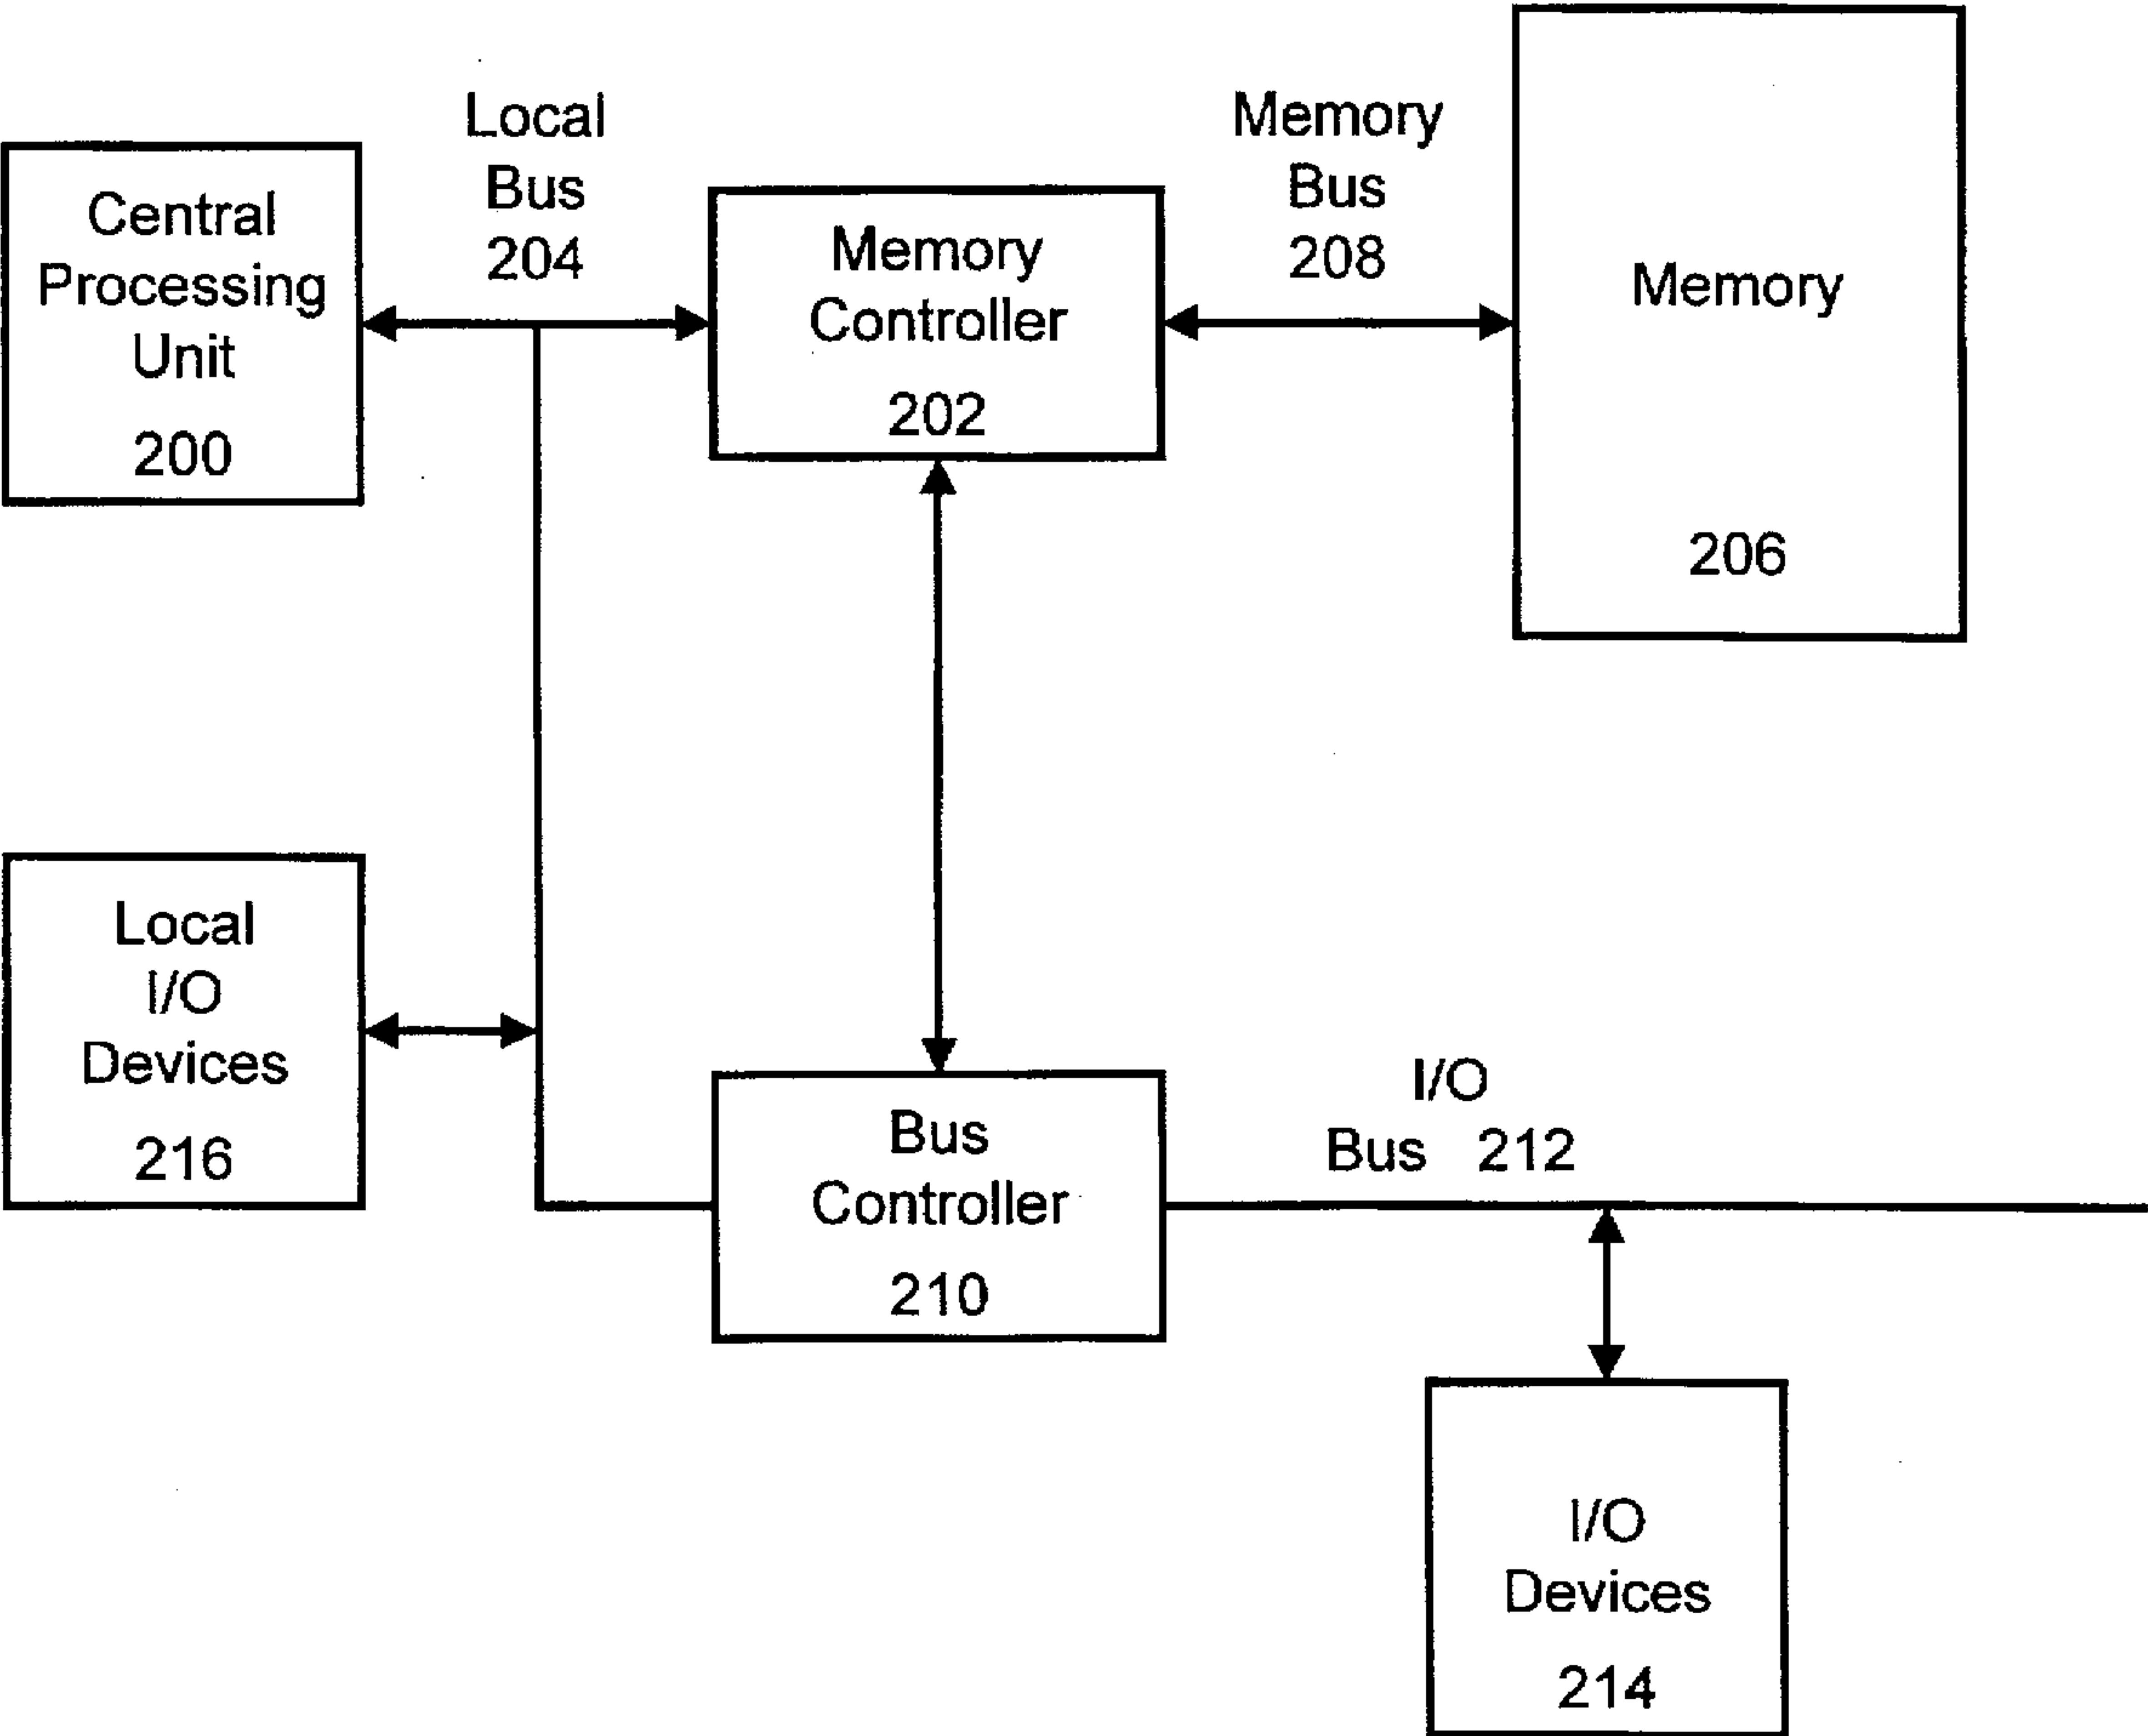 Local
Bus
204
Memory
Bus
208
Central
Processing
Unit
200
Memory
Controller
202
Memory
206
Local
I/O
Devices
216
Bus
Controller
210
I/O
Bus 212
I/O
Devices
214